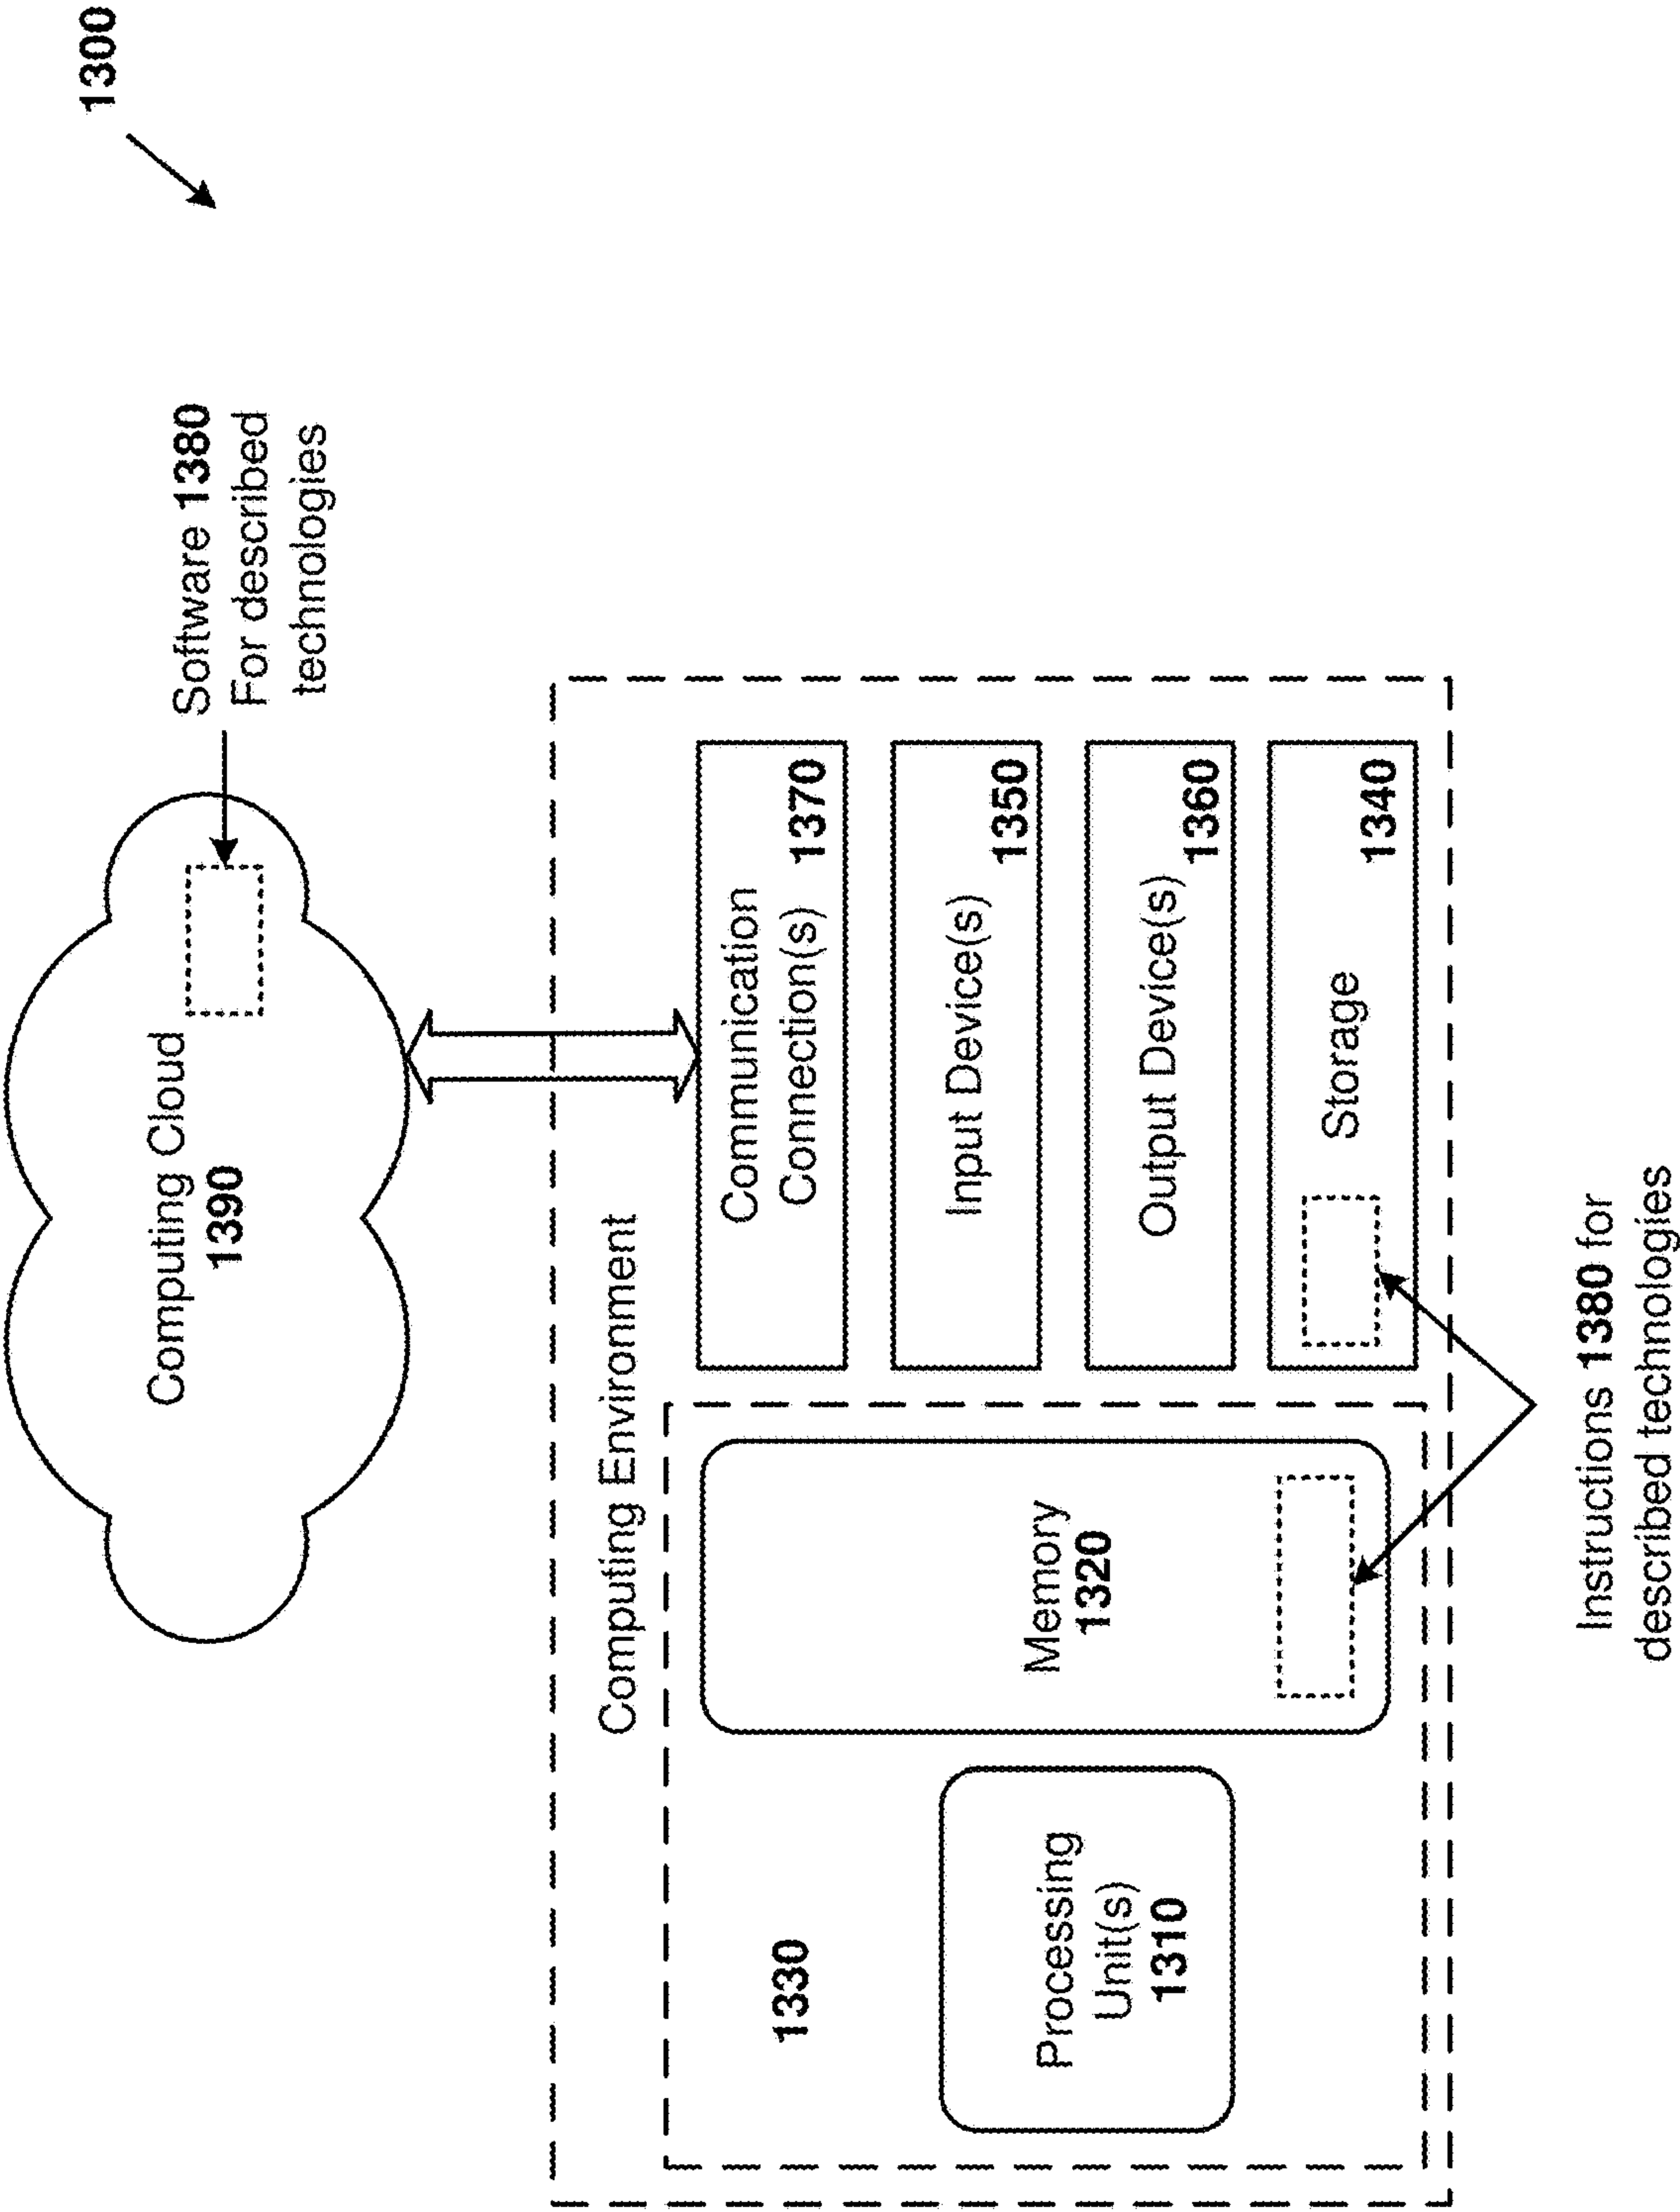 1300
Software 1380
For described
technologies
Computing Cloud
1390
Computing Environment
Communication
Connection(s) 1370
Input Device(s)
1350
Output Device(s)
1360
Storage
1340
1330
Memory
1320
Processing
Unit(s)
1310
Instructions 1380 for
described technologies